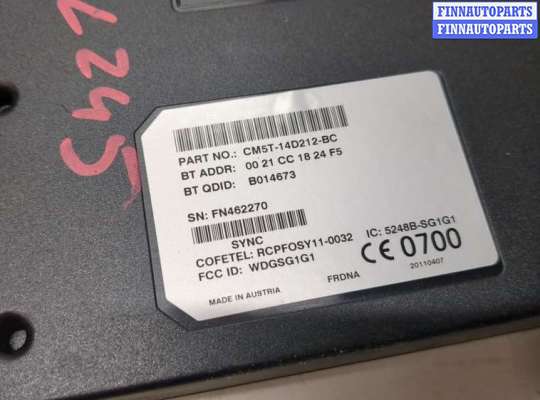 FINNAUTOPARTS
FINNAUTOPARTS
PART NO.: CM5T-14D212-BC
BT ADDR: 00 21 CC 18 24 F5
BT QDID: B014673
SN: FN462270
SYNC
COFETEL: RCPFOSY11-0032 IC: 5248B-SG1G1
FCC ID: WDGSG1G1
CE 0700
MADE IN AUSTRIA FRDNA 20110407